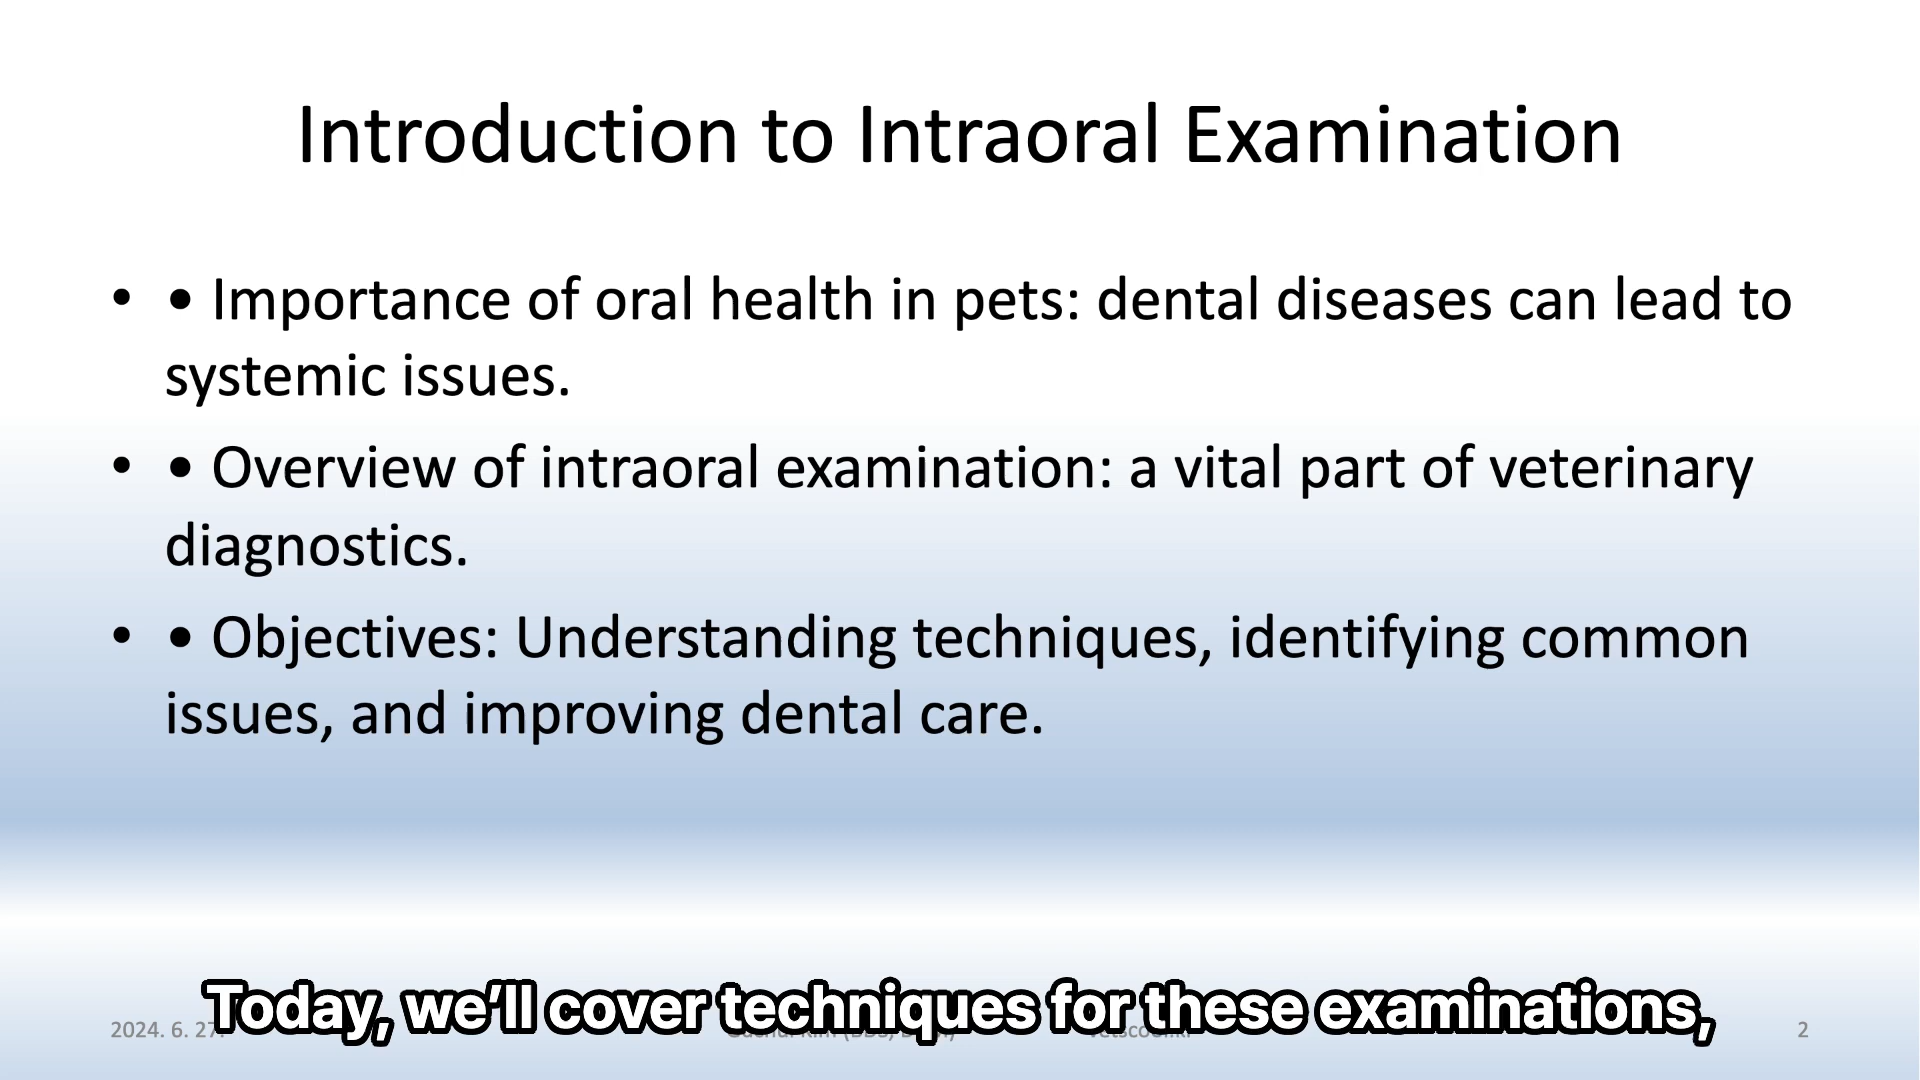 Introduction to Intraoral Examination
• • Importance of oral health in pets: dental diseases can lead to
systemic issues.
• • Overview of intraoral examination: a vital part of veterinary
diagnostics.
• • Objectives: Understanding techniques, identifying common
issues, and improving dental care.
Today, we'll cover techniques for these examinations,
2024. 6. 27.
2